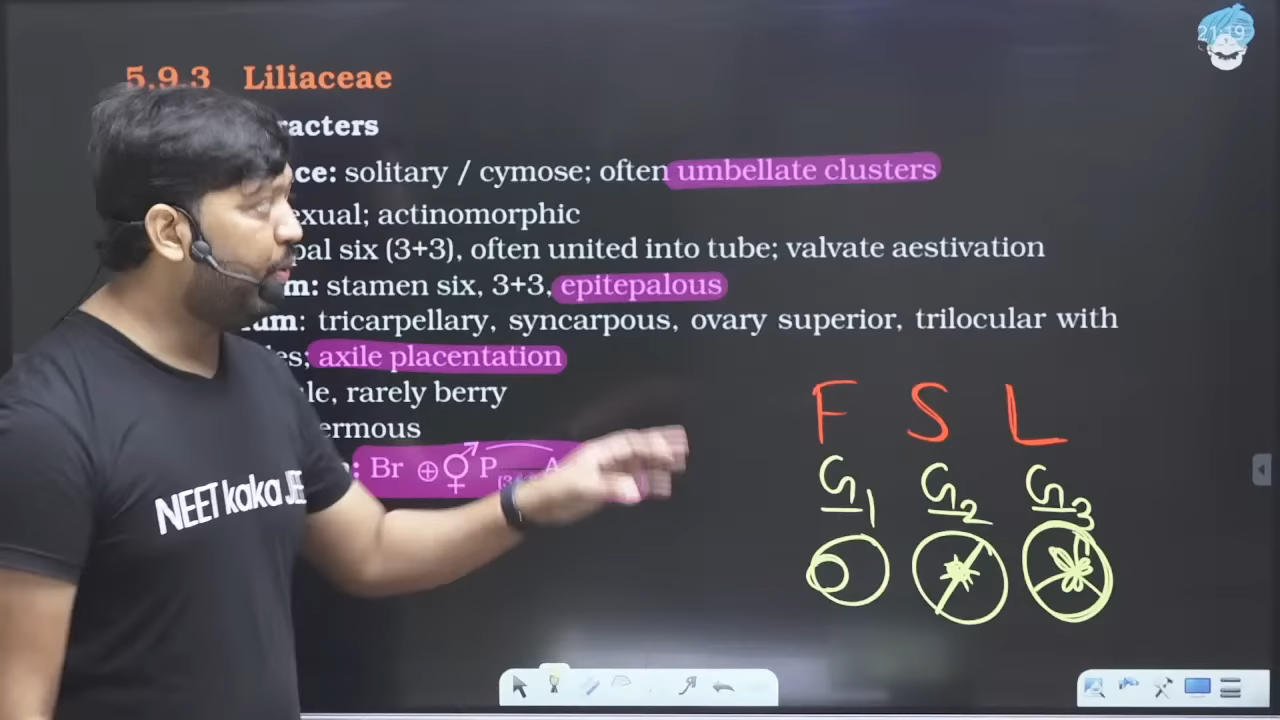 21:19
5.9.3 Liliaceae
racters
ce: solitary / cymose; often umbellate clusters
exual; actinomorphic
pal six (3+3), often united into tube; valvate aestivation
m: stamen six, 3+3, epitepalous
um: tricarpellary, syncarpous, ovary superior, trilocular with
es; axile placentation
le, rarely berry
ermous
: Br ⊕ ⚥ P A
F S L
G1 G2 G3
NEET kaka JEE